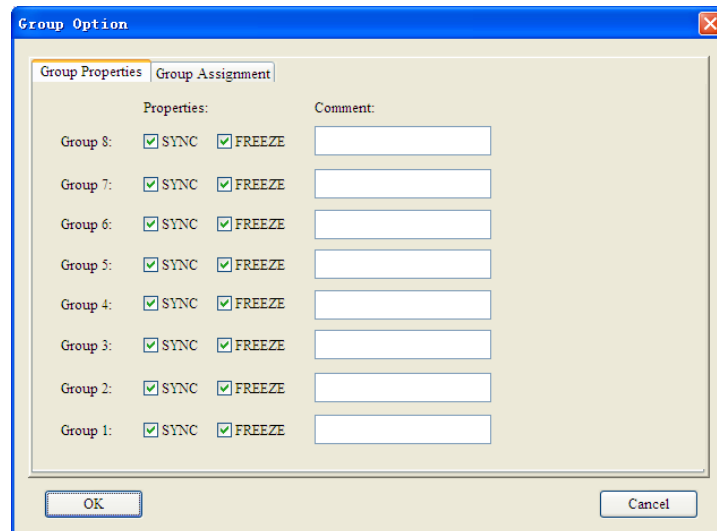 Group Option
Group Properties Group Assignment
Properties: Comment:
Group 8: SYNC FREEZE
Group 7: SYNC FREEZE
Group 6: SYNC FREEZE
Group 5: SYNC FREEZE
Group 4: SYNC FREEZE
Group 3: SYNC FREEZE
Group 2: SYNC FREEZE
Group 1: SYNC FREEZE
OK Cancel